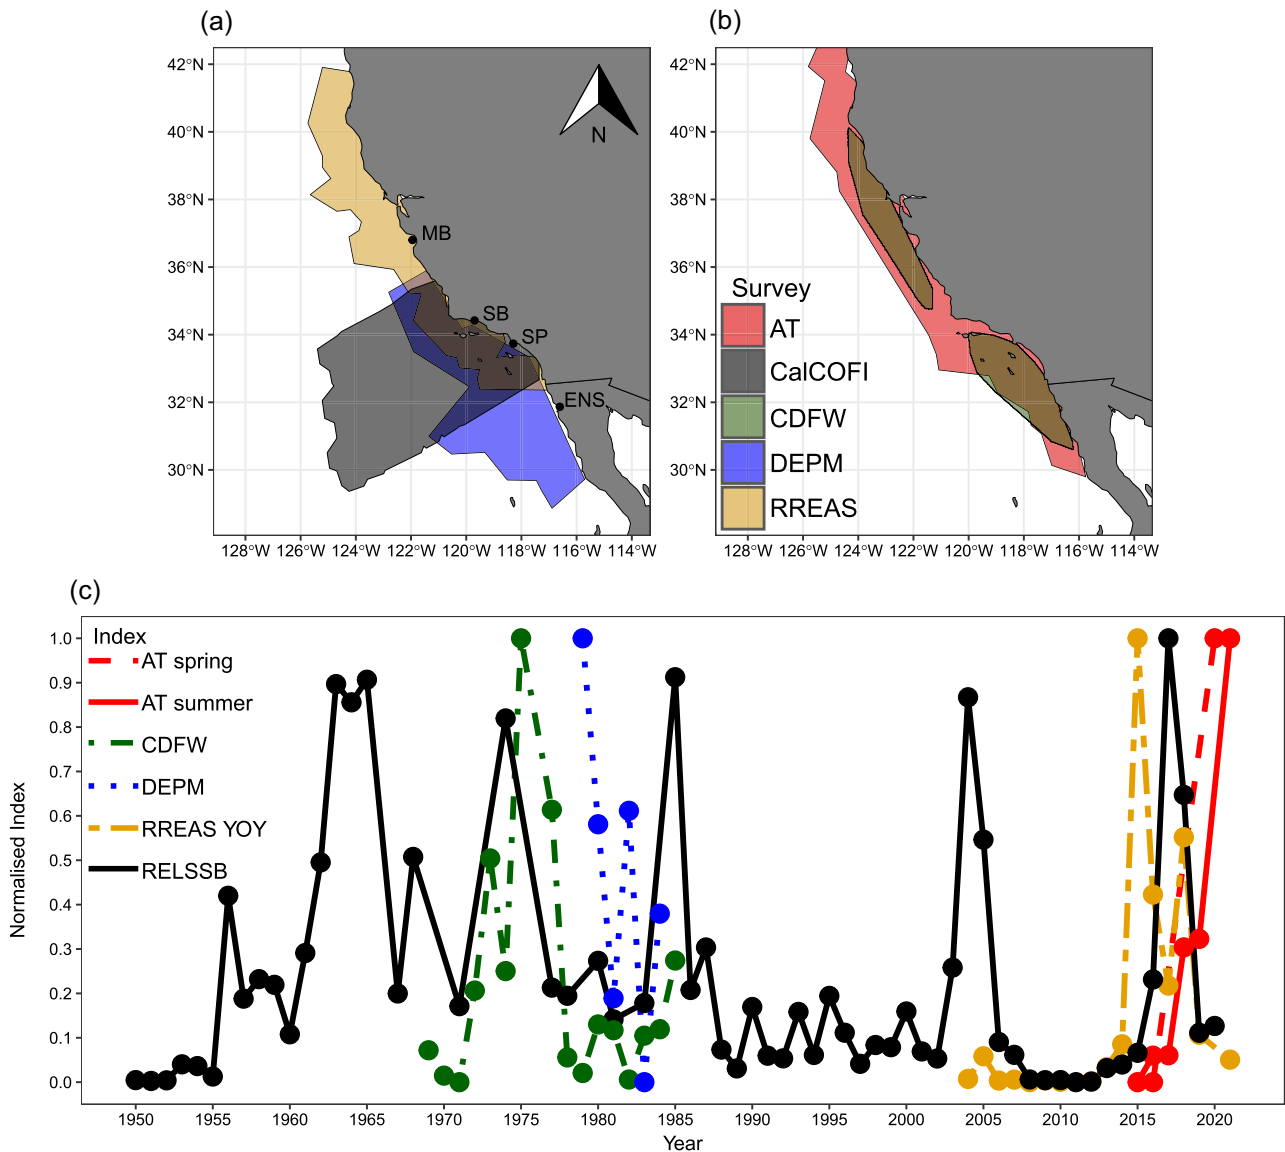 (a)
(b)
42°N
40°N
38°N
36°N
34°N
32°N
30°N
N
MB
SB
SP
ENS
128°W 126°W 124°W 122°W 120°W 118°W 116°W 114°W
42°N
40°N
38°N
36°N
34°N
32°N
30°N
Survey
AT
CalCOFI
CDFW
DEPM
RREAS
128°W 126°W 124°W 122°W 120°W 118°W 116°W 114°W
(c)
Normalised Index
1.0
0.9
0.8
0.7
0.6
0.5
0.4
0.3
0.2
0.1
0.0
Index
AT spring
AT summer
CDFW
DEPM
RREAS YOY
RELSSB
1950 1955 1960 1965 1970 1975 1980 1985 1990 1995 2000 2005 2010 2015 2020
Year